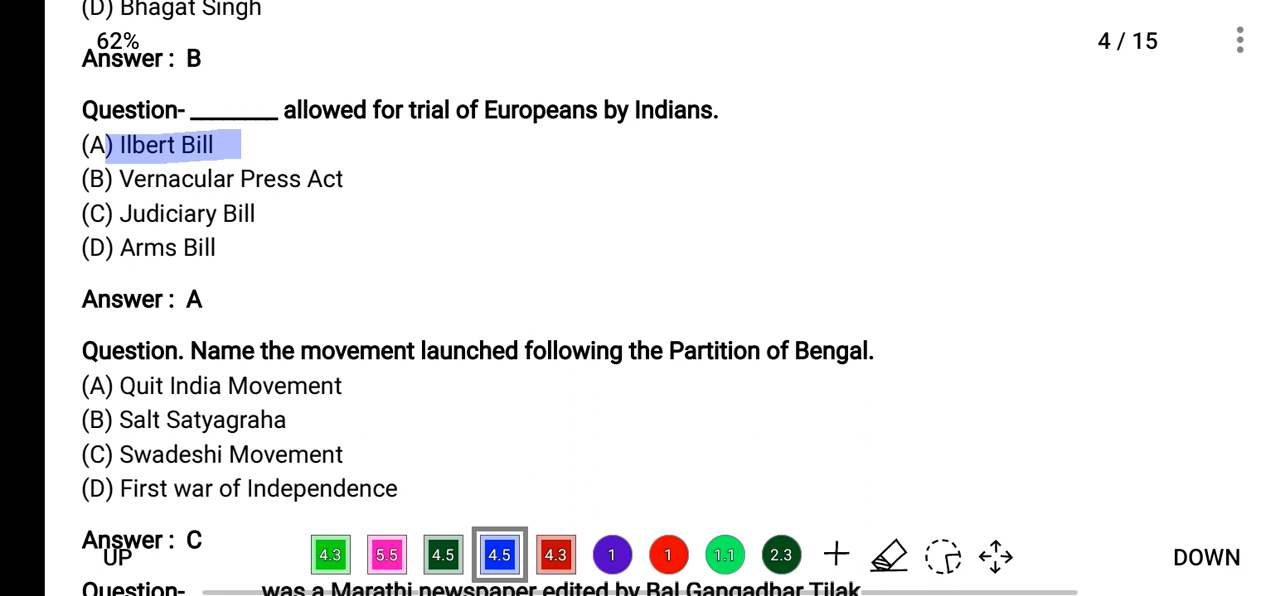 (D) Bhagat Singh
62%
4 / 15
Answer : B
Question- _______ allowed for trial of Europeans by Indians.
(A) Ilbert Bill
(B) Vernacular Press Act
(C) Judiciary Bill
(D) Arms Bill
Answer : A
Question. Name the movement launched following the Partition of Bengal.
(A) Quit India Movement
(B) Salt Satyagraha
(C) Swadeshi Movement
(D) First war of Independence
Answer : C
UP
4.3 5.5 4.5 4.5 4.3 1 1 1.1 2.3
DOWN
Question- ______ was a Marathi newspaper edited by Bal Gangadhar Tilak